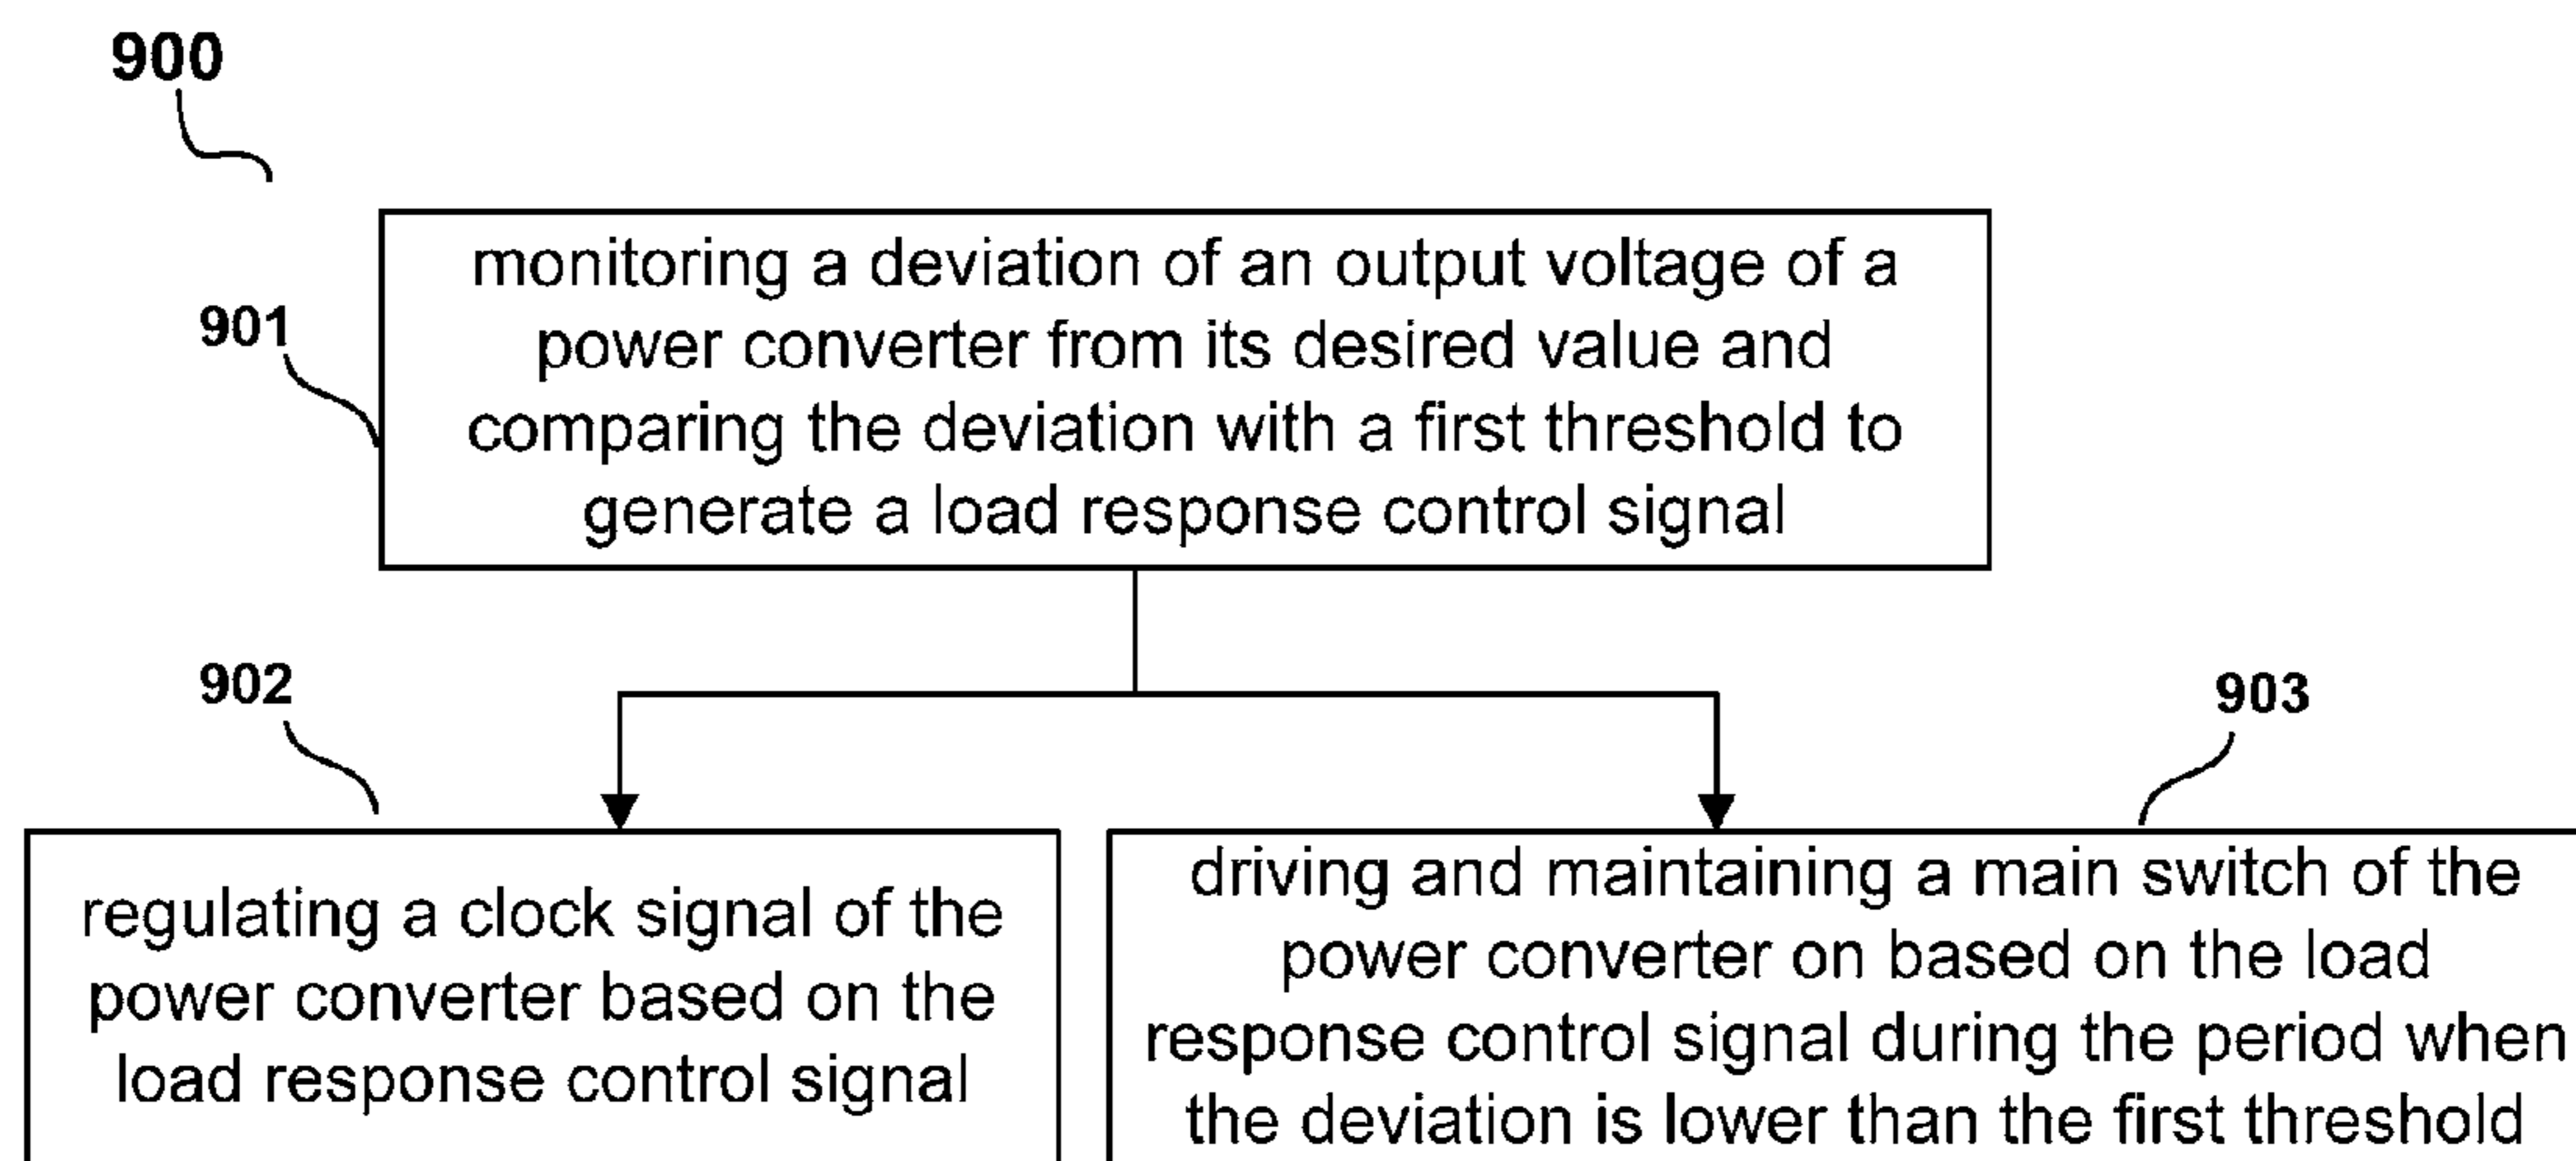 900
901
monitoring a deviation of an output voltage of a
power converter from its desired value and
comparing the deviation with a first threshold to
generate a load response control signal
902
regulating a clock signal of the
power converter based on the
load response control signal
903
driving and maintaining a main switch of the
power converter on based on the load
response control signal during the period when
the deviation is lower than the first threshold